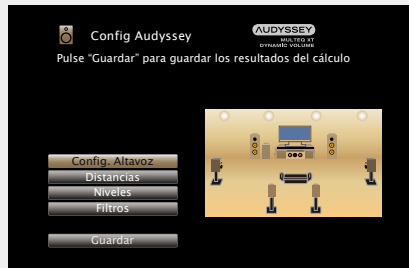 Config Audyssey
AUDYSSEY
MULTEQ XT
DYNAMIC VOLUME
Pulse “Guardar” para guardar los resultados del cálculo
Config. Altavoz
Distancias
Niveles
Filtros
Guardar